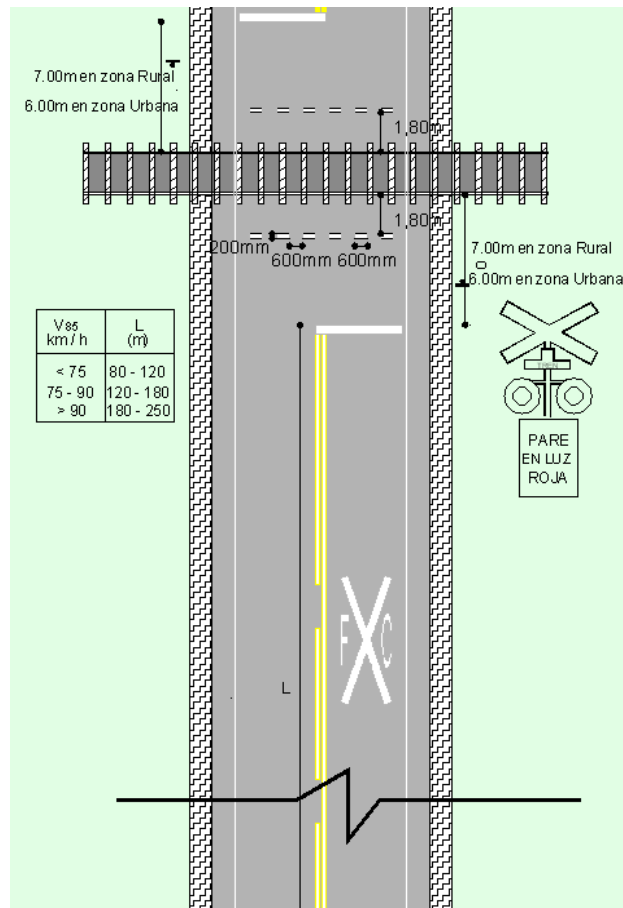 7.00m en zona Rural
6.00m en zona Urbana
1,80m
1,80m
200mm
600mm 600mm
7.00m en zona Rural
O
6.00m en zona Urbana
V85 L
km / h (m)
< 75 80 - 120
75 - 90 120 - 180
> 90 180 - 250
TREN
PARE
EN LUZ
ROJA
F X C
L